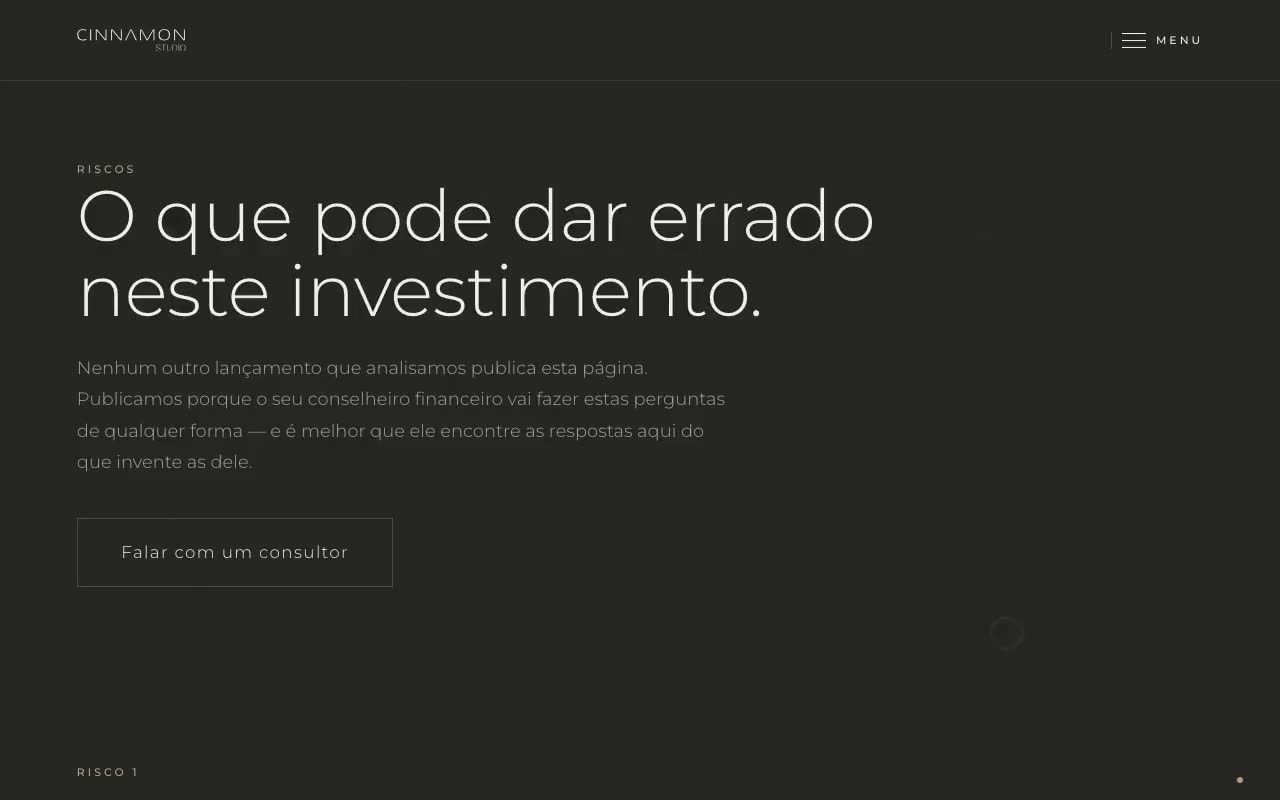 CINNAMON
STUDIO
MENU
RISCOS
O que pode dar errado
neste investimento.
Nenhum outro lançamento que analisamos publica esta página.
Publicamos porque o seu conselheiro financeiro vai fazer estas perguntas
de qualquer forma — e é melhor que ele encontre as respostas aqui do
que invente as dele.
Falar com um consultor
RISCO 1